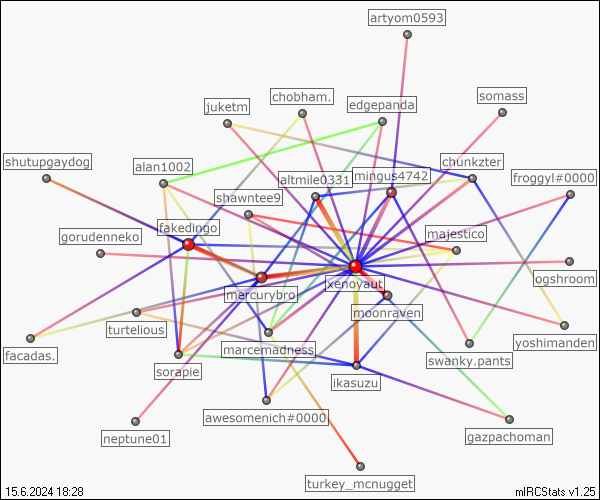 artyom0593
chobham.
somass
juketm
edgepanda
shutupgaydog
alan1002
chunkzter
altmile0331
mingus4742
froggyl#0000
shawntee9
fakedingo
gorudenneko
majestico
xenoyaut
ogshroom
mercurybro
moonraven
turtelious
yoshimanden
facadas.
marcemadness
swanky.pants
sorapie
ikasuzu
awesomenich#0000
neptune01
gazpachoman
turkey_mcnugget
15.6.2024 18:28
mIRCStats v1.25